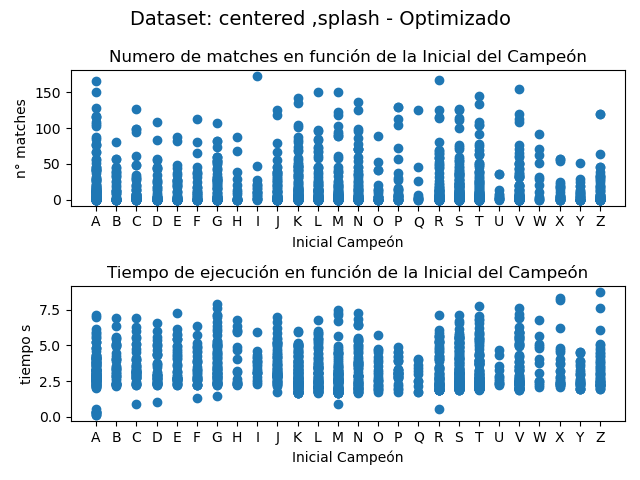 Dataset: centered ,splash - Optimizado
Numero de matches en función de la Inicial del Campeón
n° matches
150
100
50
0
A B C D E F G H I J K L M N O P Q R S T U V W X Y Z
Inicial Campeón
Tiempo de ejecución en función de la Inicial del Campeón
tiempo s
7.5
5.0
2.5
0.0
A B C D E F G H I J K L M N O P Q R S T U V W X Y Z
Inicial Campeón